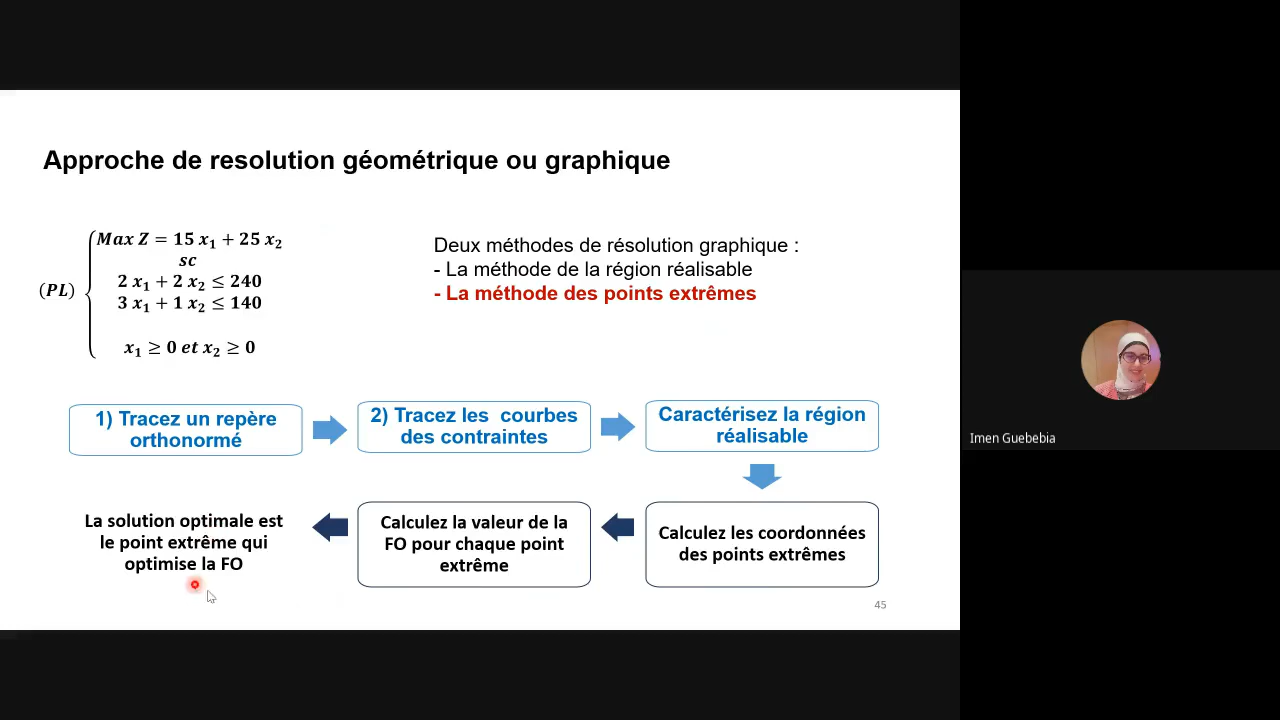 Approche de resolution géométrique ou graphique
(PL)
Max Z = 15 x₁ + 25 x₂
sc
2 x₁ + 2 x₂ ≤ 240
3 x₁ + 1 x₂ ≤ 140
x₁ ≥ 0 et x₂ ≥ 0
Deux méthodes de résolution graphique :
- La méthode de la région réalisable
- La méthode des points extrêmes
1) Tracez un repère
orthonormé
2) Tracez les courbes
des contraintes
Caractérisez la région
réalisable
Calculez les coordonnées
des points extrêmes
Calculez la valeur de la
FO pour chaque point
extrême
La solution optimale est
le point extrême qui
optimise la FO
45
Imen Guebebia